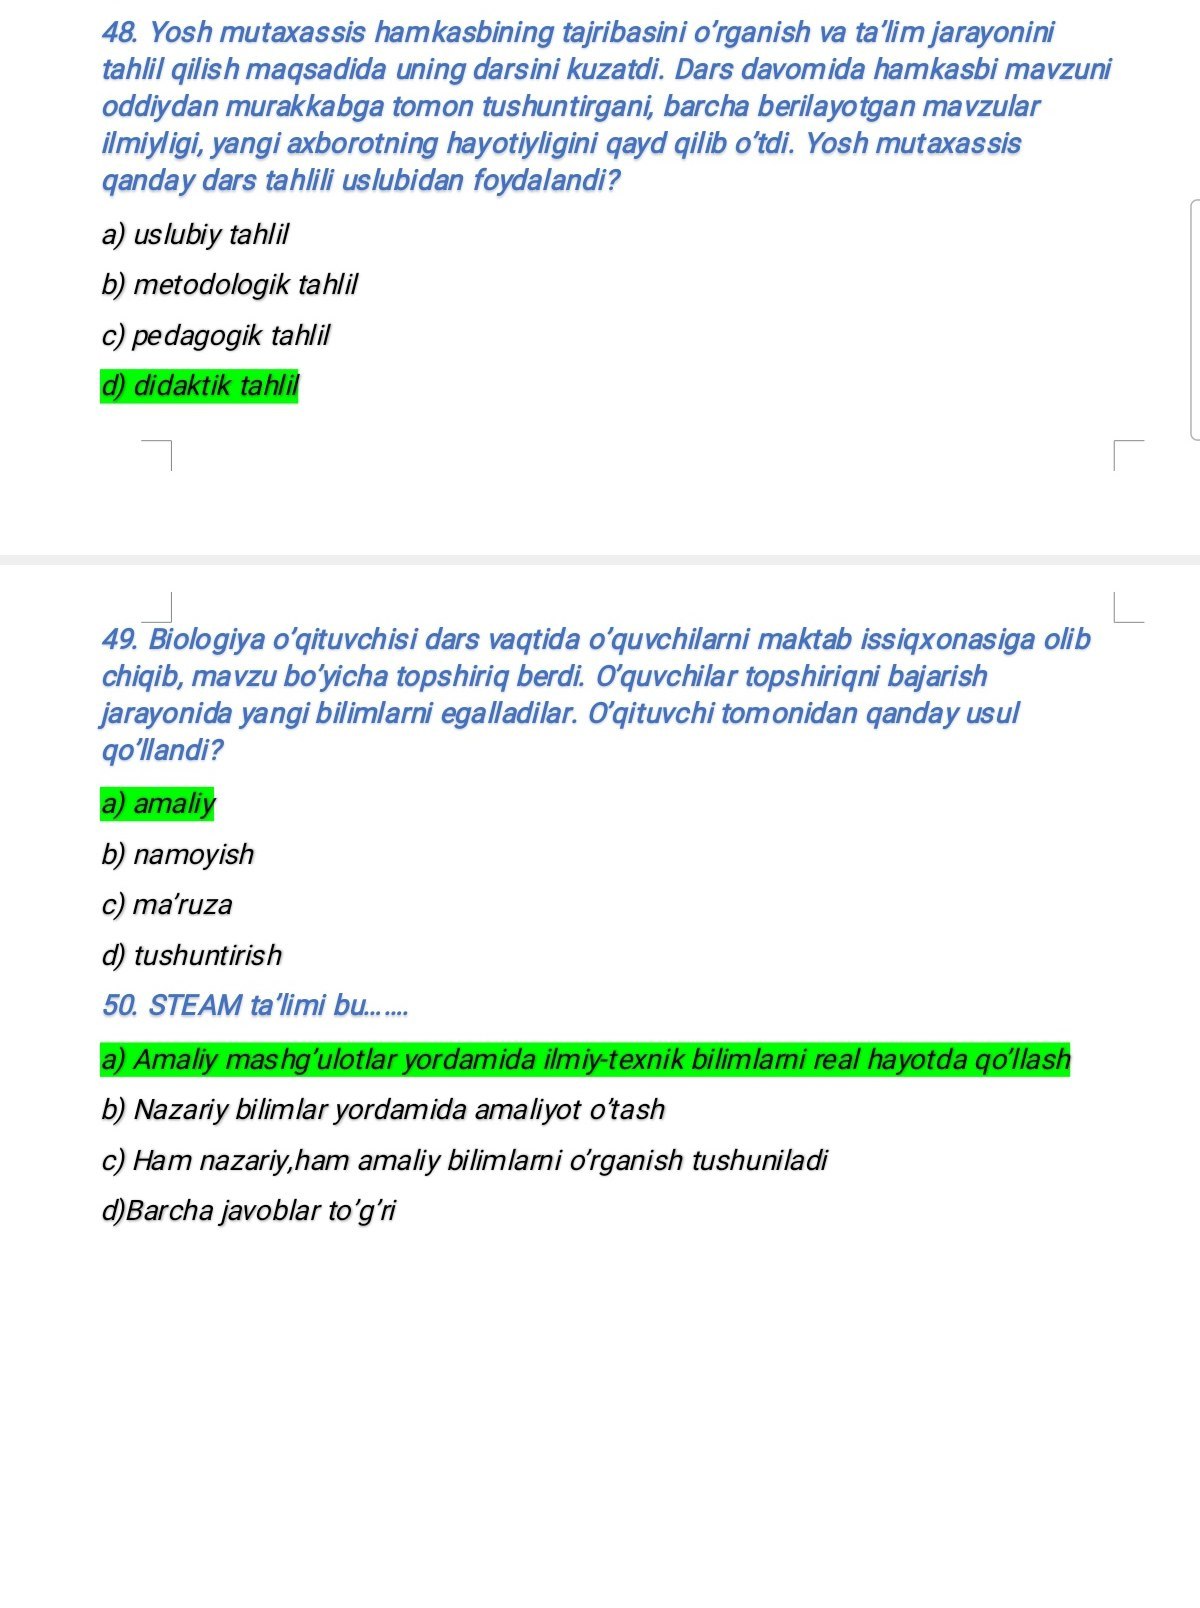 48. Yosh mutaxassis hamkasbining tajribasini o’rganish va ta’lim jarayonini
tahlil qilish maqsadida uning darsini kuzatdi. Dars davomida hamkasbi mavzuni
oddiydan murakkabga tomon tushuntirgani, barcha berilayotgan mavzular
ilmiyligi, yangi axborotning hayotiyligini qayd qilib o’tdi. Yosh mutaxassis
qanday dars tahlili uslubidan foydalandi?
a) uslubiy tahlil
b) metodologik tahlil
c) pedagogik tahlil
d) didaktik tahlil
49. Biologiya o’qituvchisi dars vaqtida o’quvchilarni maktab issiqxonasiga olib
chiqib, mavzu bo’yicha topshiriq berdi. O’quvchilar topshiriqni bajarish
jarayonida yangi bilimlarni egalladilar. O’qituvchi tomonidan qanday usul
qo’llandi?
a) amaliy
b) namoyish
c) ma’ruza
d) tushuntirish
50. STEAM ta’limi bu.......
a) Amaliy mashg’ulotlar yordamida ilmiy-texnik bilimlarni real hayotda qo’llash
b) Nazariy bilimlar yordamida amaliyot o’tash
c) Ham nazariy,ham amaliy bilimlarni o’rganish tushuniladi
d)Barcha javoblar to’g’ri